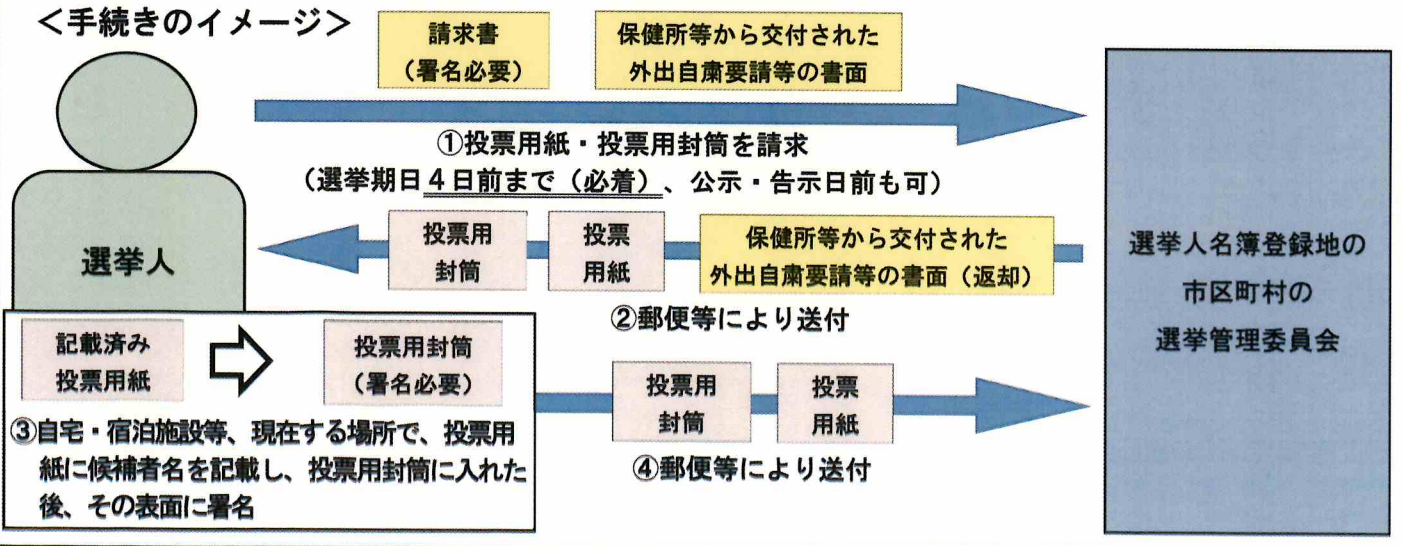 ＜手続きのイメージ＞
請求書
（署名必要）
保健所等から交付された
外出自粛要請等の書面
①投票用紙・投票用封筒を請求
（選挙期日４日前まで（必着）、公示・告示日前も可）
選挙人
投票用
封筒
投票
用紙
保健所等から交付された
外出自粛要請等の書面（返却）
②郵便等により送付
選挙人名簿登録地の
市区町村の
選挙管理委員会
記載済み
投票用紙
投票用封筒
（署名必要）
③自宅・宿泊施設等、現在する場所で、投票用
紙に候補者名を記載し、投票用封筒に入れた
後、その表面に署名
投票用
封筒
投票
用紙
④郵便等により送付